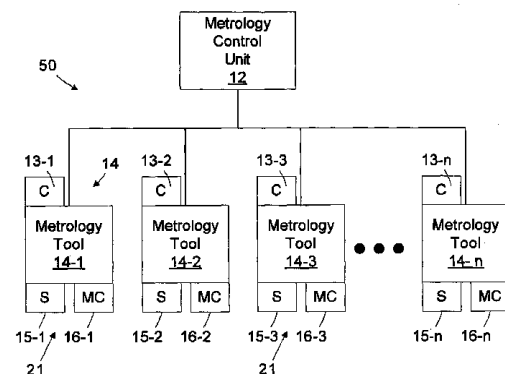 Metrology
Control
Unit
12
50
13-1
14
13-2
13-3
13-n
C
C
C
C
Metrology
Tool
14-1
Metrology
Tool
14-2
Metrology
Tool
14-3
Metrology
Tool
14-n
S
MC
S
MC
S
MC
S
MC
15-1
16-1
15-2
16-2
15-3
16-3
15-n
16-n
21
21